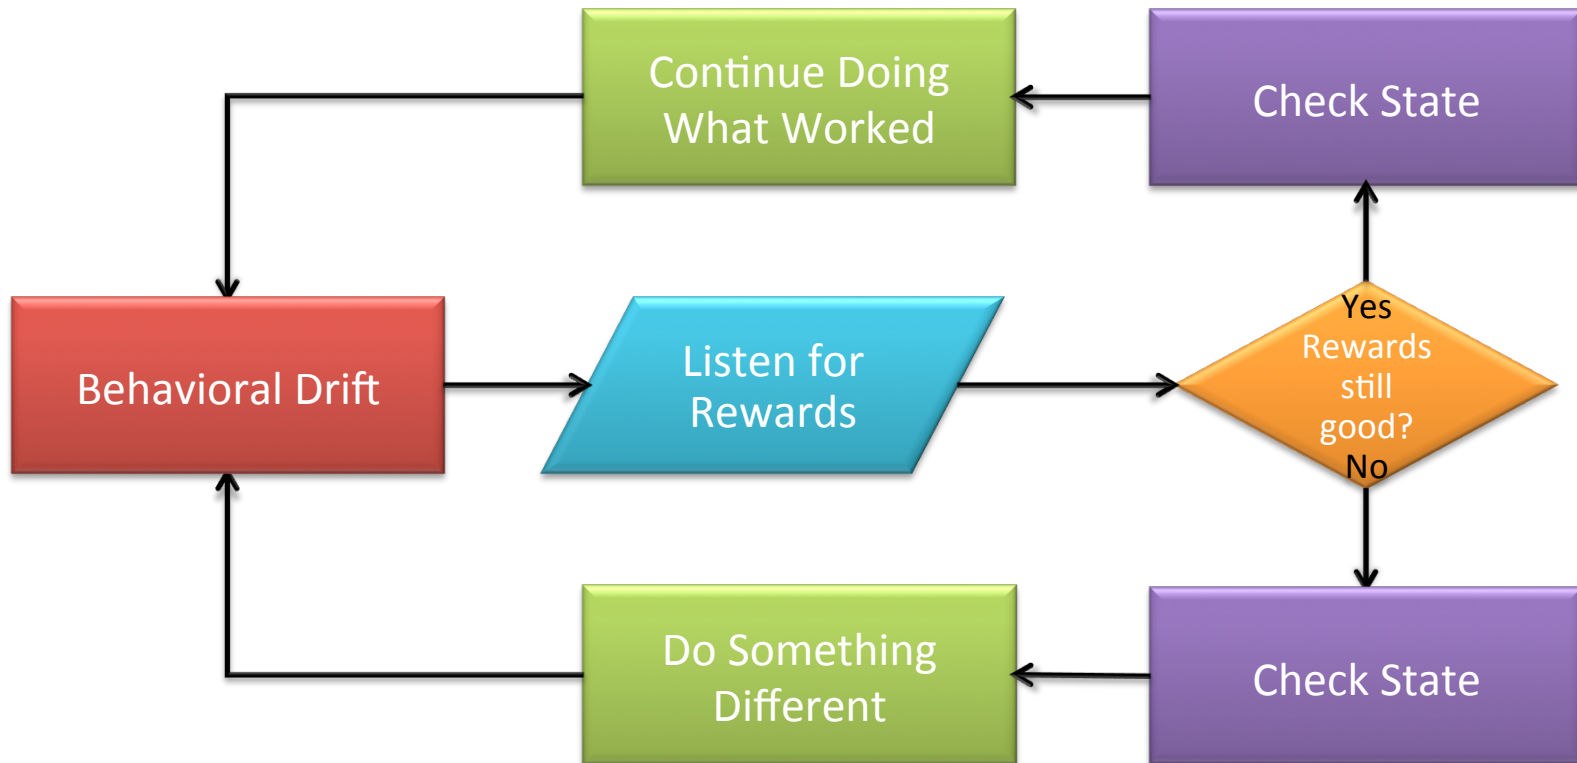 Continue Doing
What Worked
Check State
Behavioral Drift
Listen for
Rewards
Yes
Rewards
still
good?
No
Do Something
Different
Check State